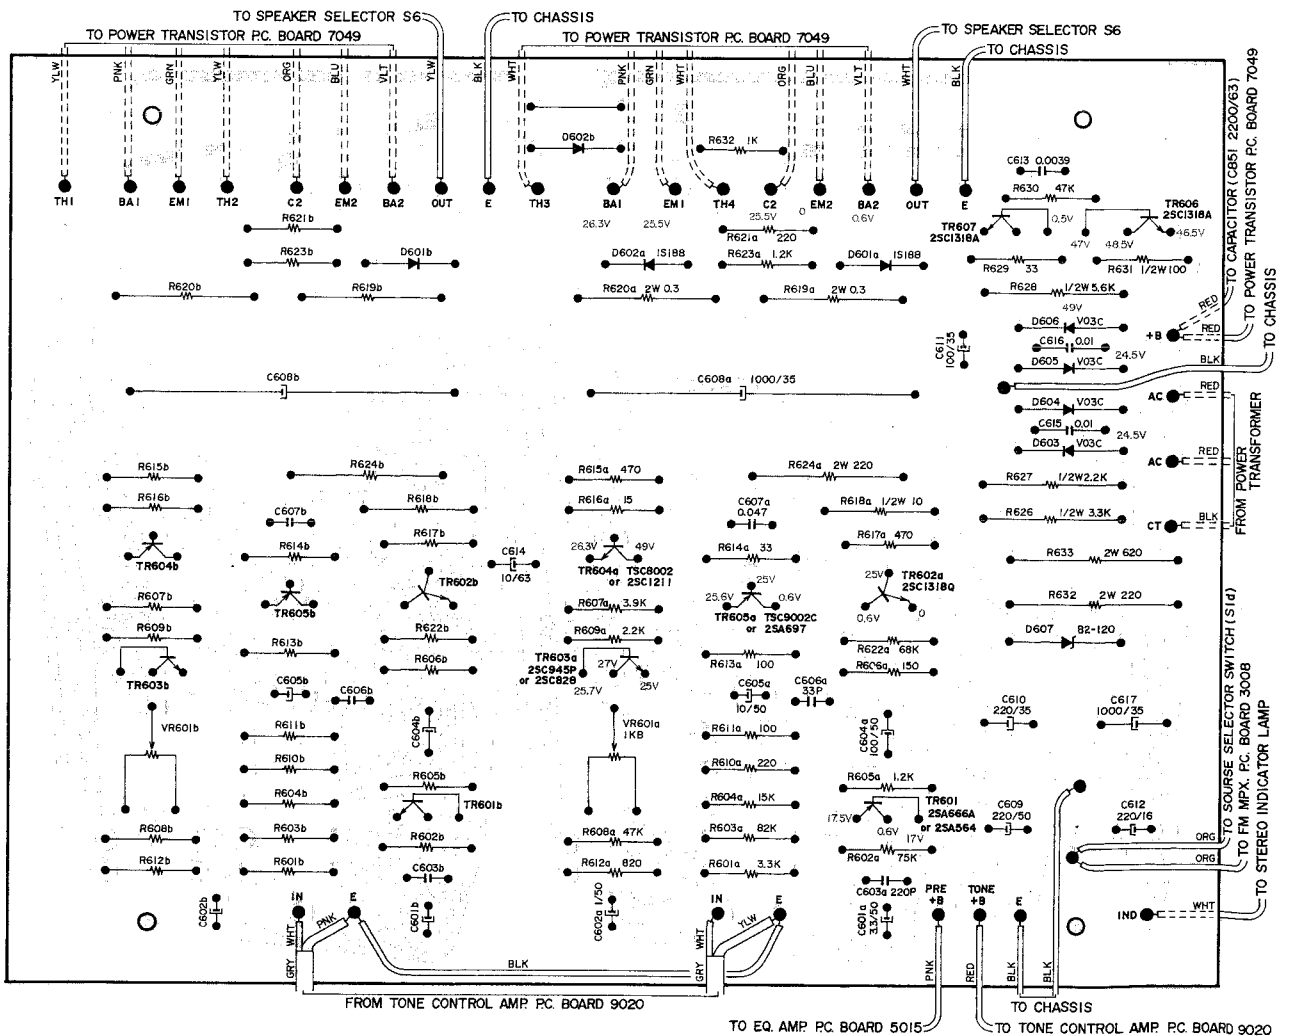 TO SPEAKER SELECTOR S6
TO CHASSIS
TO POWER TRANSISTOR P.C. BOARD 7049
TO POWER TRANSISTOR P.C. BOARD 7049
TO SPEAKER SELECTOR S6
TO CHASSIS
YLW PNK GRN YLW ORG BLU VLT YLW BLK WHT PNK GRN WHT ORG BLU VLT WHT BLK
D602b
R632 1K
C613 0.0039
R630 47K
TH1 BA1 EM1 TH2 C2 EM2 BA2 OUT E TH3 BA1 EM1 TH4 C2 EM2 BA2 OUT E
26.3V 25.5V 25.5V 0 0.6V
R621b
R621a 220
TR607
2SC1318A
0.5V
47V
48.5V
TR606
2SC1318A
46.5V
R623b
D601b
D602a 1S188
R623a 1.2K
D601a 1S188
R629 33
R631 1/2W 100
R620b
R619b
R620a 2W 0.3
R619a 2W 0.3
R628 1/2W 5.6K
49V
D606 V03C
C616 0.01
D605 V03C
24.5V
C611
100/35
+B
RED
RED
BLK
TO CAPACITOR (C851 2200/63)
TO POWER TRANSISTOR P.C. BOARD 7049
TO CHASSIS
C608b
C608a 1000/35
D604 V03C
C615 0.01
D603 V03C
24.5V
AC
RED
AC
RED
CT
BLK
FROM POWER
TRANSFORMER
R615b
R624b
R615a 470
R624a 2W 220
R627 1/2W 2.2K
R616b
C607b
R618b
R616a 15
C607a
0.047
R618a 1/2W 10
R626 1/2W 3.3K
TR604b
R614b
R617b
C614
10/63
26.3V 49V
TR604a TSC8002
or 2SC1211
R614a 33
R617a 470
R633 2W 620
R607b
TR605b
TR602b
R607a 3.9K
25V
25.6V 0.6V
TR605a TSC9002C
or 2SA697
25V
TR602a
2SC1318Q
0.6V 0
R632 2W 220
R609b
R613b
R622b
R609a 2.2K
R613a 100
R622a 68K
D607 B2-120
TR603b
R606b
TR603a
2SC945P
or 2SC828
27V
25.7V 25V
R606a 150
C605b
C606b
C605a
10/50
C606a
33P
C610
220/35
C617
1000/35
VR601b
R611b
C604b
VR601a
1KB
R611a 100
C604a
100/50
R610b
R610a 220
R604b
R605b
TR601b
R604a 15K
R605a 1.2K
TR601
2SA666A
or 2SA564
17.5V 0.6V 17V
C609
220/50
C612
220/16
R608b
R603b
R602b
R608a 47K
R603a 82K
R602a 75K
ORG
ORG
TO SOURSE SELECTOR SWITCH (S1d)
TO FM MPX. P.C. BOARD 3008
TO STEREO INDICATOR LAMP
R612b
R601b
C603b
R612a 820
R601a 3.3K
C603a 220P
C602b
IN E
C601b
C602a 1/50
IN E
C601a
3.3/50
PRE
+B
TONE
+B
E
IND
WHT
WHT PNK
GRY
BLK
WHT YLW
GRY
PNK RED BLK BLK
FROM TONE CONTROL AMP. P.C. BOARD 9020
TO CHASSIS
TO EQ. AMP. P.C. BOARD 5015
TO TONE CONTROL AMP. P.C. BOARD 9020